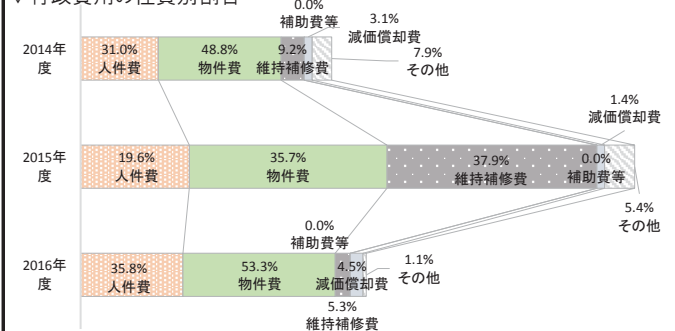 ▽行政費用の性質別割合
0.0%
補助費等
3.1%
減価償却費
2014年
度
31.0%
人件費
48.8%
物件費
9.2%
維持補修費
7.9%
その他
1.4%
減価償却費
2015年
度
19.6%
人件費
35.7%
物件費
37.9%
維持補修費
0.0%
補助費等
5.4%
その他
0.0%
補助費等
2016年
度
35.8%
人件費
53.3%
物件費
4.5%
減価償却費
1.1%
その他
5.3%
維持補修費